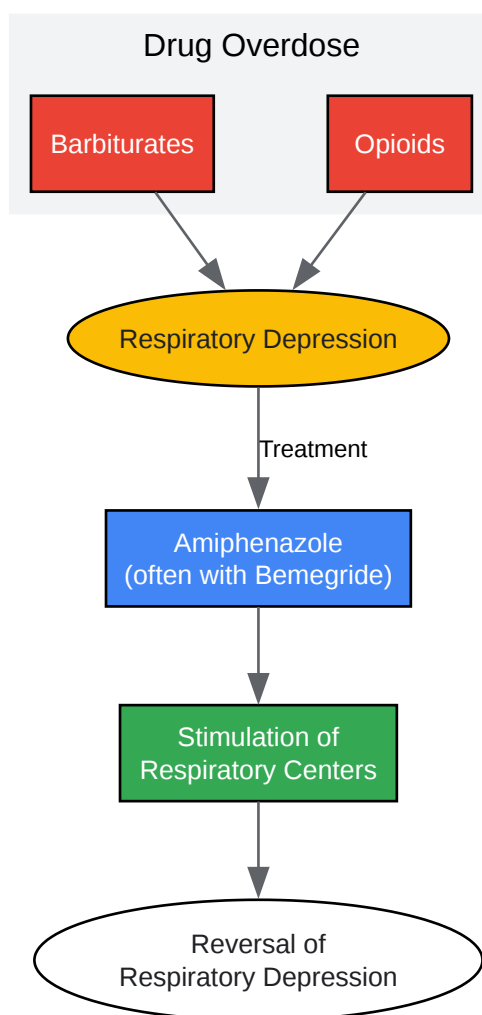 Drug Overdose
Barbiturates
Opioids
Respiratory Depression
Treatment
Amiphenazole
(often with Bemegride)
Stimulation of
Respiratory Centers
Reversal of
Respiratory Depression